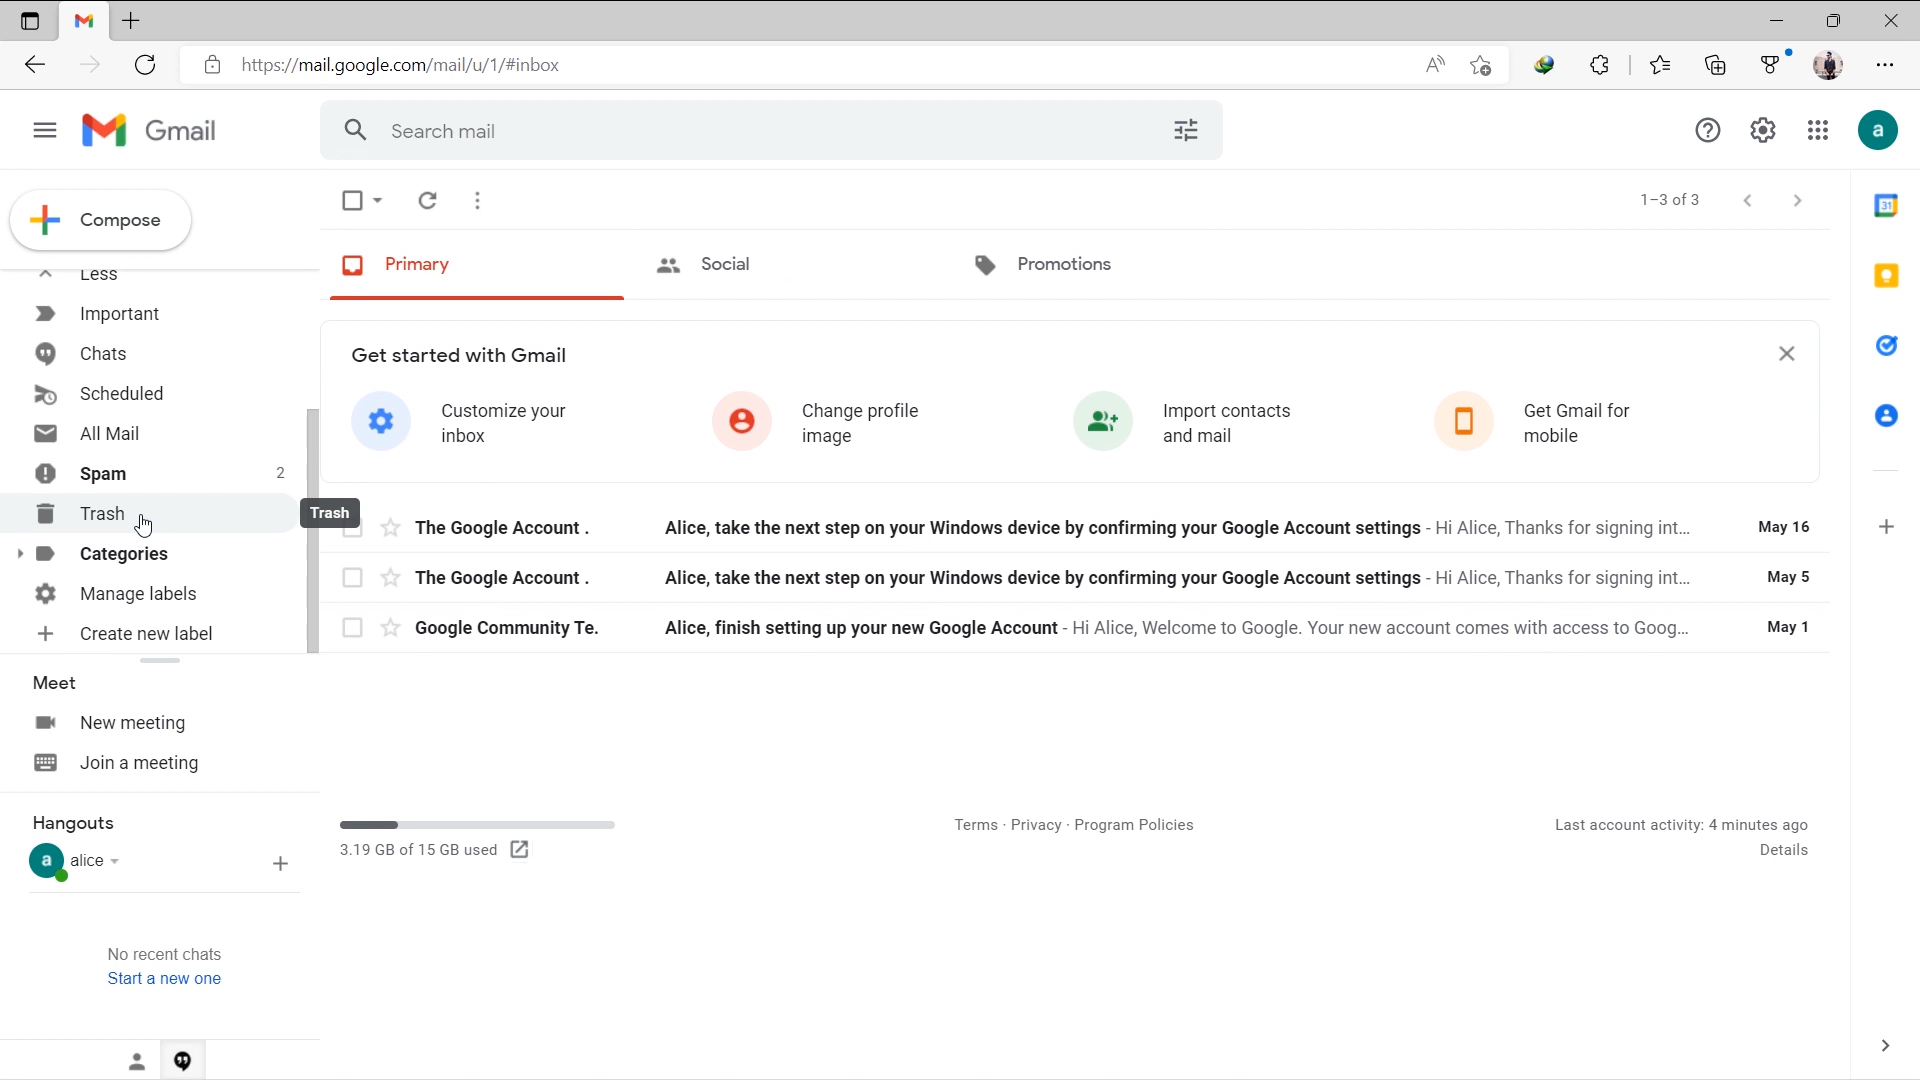 https://mail.google.com/mail/u/1/#inbox
Gmail
Search mail
a
Compose
1–3 of 3
31
Less
Primary
Social
Promotions
Important
Chats
Scheduled
All Mail
Spam 2
Trash
Trash
Categories
Manage labels
Create new label
Get started with Gmail
Customize your
inbox
Change profile
image
Import contacts
and mail
Get Gmail for
mobile
The Google Account . Alice, take the next step on your Windows device by confirming your Google Account settings - Hi Alice, Thanks for signing int... May 16
The Google Account . Alice, take the next step on your Windows device by confirming your Google Account settings - Hi Alice, Thanks for signing int... May 5
Google Community Te. Alice, finish setting up your new Google Account - Hi Alice, Welcome to Google. Your new account comes with access to Goog... May 1
Meet
New meeting
Join a meeting
Hangouts
a alice
No recent chats
Start a new one
3.19 GB of 15 GB used
Terms · Privacy · Program Policies
Last account activity: 4 minutes ago
Details